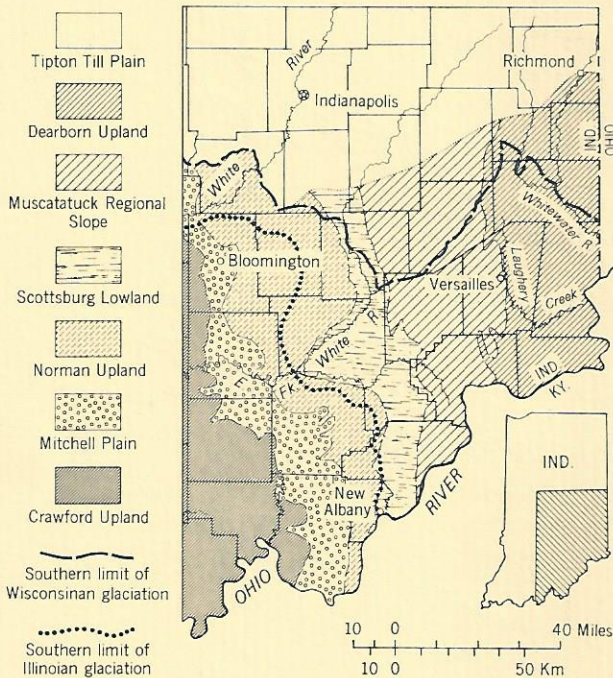 Tipton Till Plain
Dearborn Upland
Muscatatuck Regional
Slope
Scottsburg Lowland
Norman Upland
Mitchell Plain
Crawford Upland
Southern limit of
Wisconsinan glaciation
Southern limit of
Illinoian glaciation
River
Indianapolis
Richmond
IND
OHIO
White
Whitewater R.
Bloomington
Versailles
Laughery
Creek
White R.
E.
Fk.
IND
KY.
New
Albany
RIVER
OHIO
IND.
10 0 40 Miles
10 0 50 Km